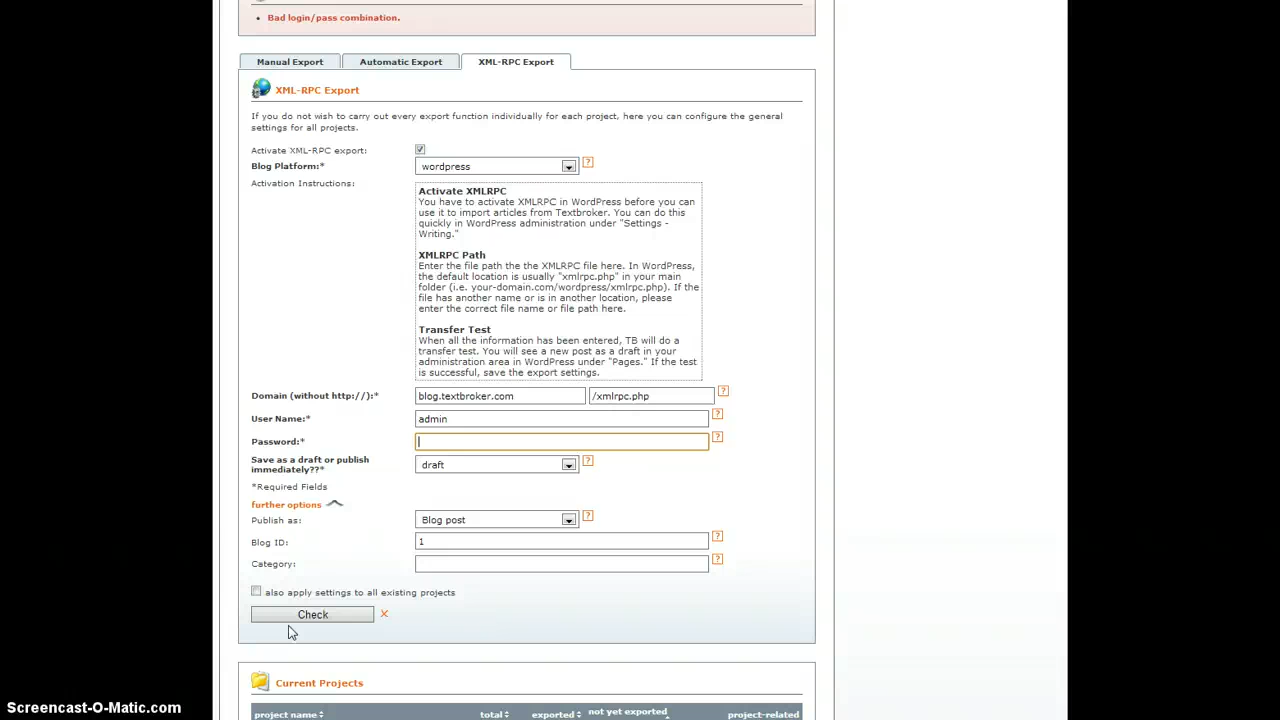 Bad login/pass combination.
Manual Export
Automatic Export
XML-RPC Export
XML-RPC Export
If you do not wish to carry out every export function individually for each project, here you can configure the general
settings for all projects.
Activate XML-RPC export:
Blog Platform:*
wordpress
?
Activation Instructions:
Activate XMLRPC
You have to activate XMLRPC in WordPress before you can
use it to import articles from Textbroker. You can do this
quickly in WordPress administration under "Settings -
Writing."
XMLRPC Path
Enter the file path the the XMLRPC file here. In WordPress,
the default location is usually "xmlrpc.php" in your main
folder (i.e. your-domain.com/wordpress/xmlrpc.php). If the
file has another name or is in another location, please
enter the correct file name or file path here.
Transfer Test
When all the information has been entered, TB will do a
transfer test. You will see a new post as a draft in your
administration area in WordPress under "Pages." If the test
is successful, save the export settings.
Domain (without http://):*
blog.textbroker.com
/xmlrpc.php
?
User Name:*
admin
?
Password:*
?
Save as a draft or publish
immediately??*
draft
?
*Required Fields
further options
Publish as:
Blog post
?
Blog ID:
1
?
Category:
?
also apply settings to all existing projects
Check
Current Projects
project name
total
exported
not yet exported
project-related
Screencast-O-Matic.com